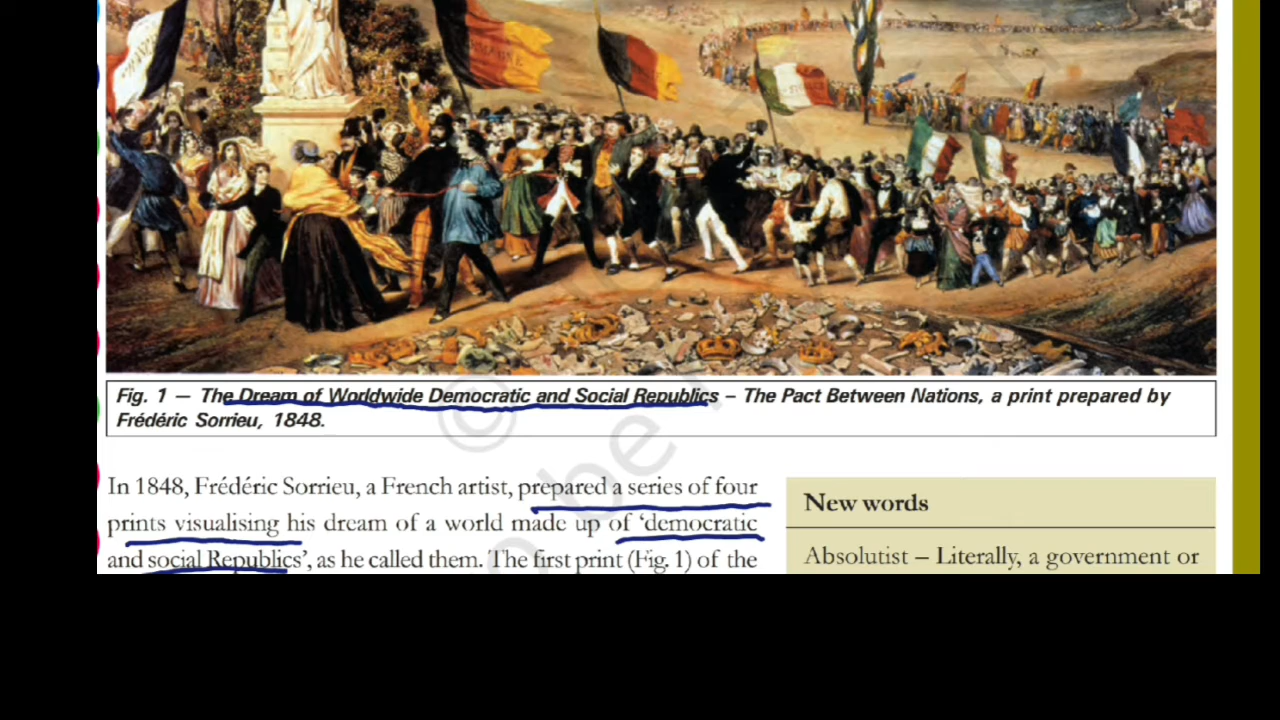 Fig. 1 — The Dream of Worldwide Democratic and Social Republics – The Pact Between Nations, a print prepared by
Frédéric Sorrieu, 1848.
In 1848, Frédéric Sorrieu, a French artist, prepared a series of four
prints visualising his dream of a world made up of ‘democratic
and social Republics’, as he called them. The first print (Fig. 1) of the
New words
Absolutist – Literally, a government or